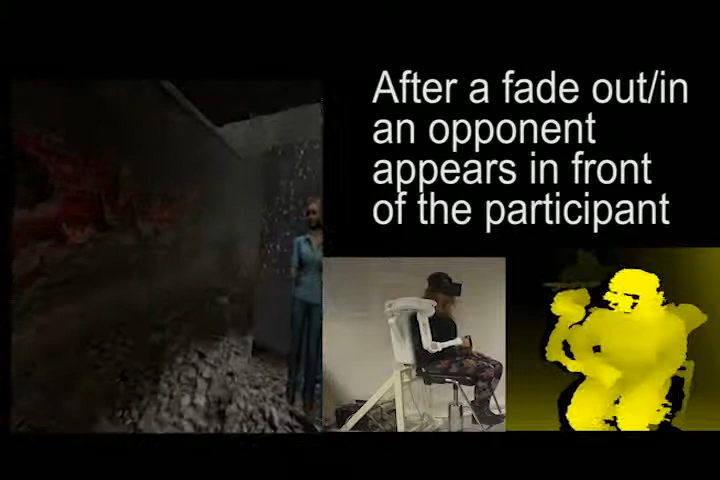 After a fade out/in
an opponent
appears in front
of the participant